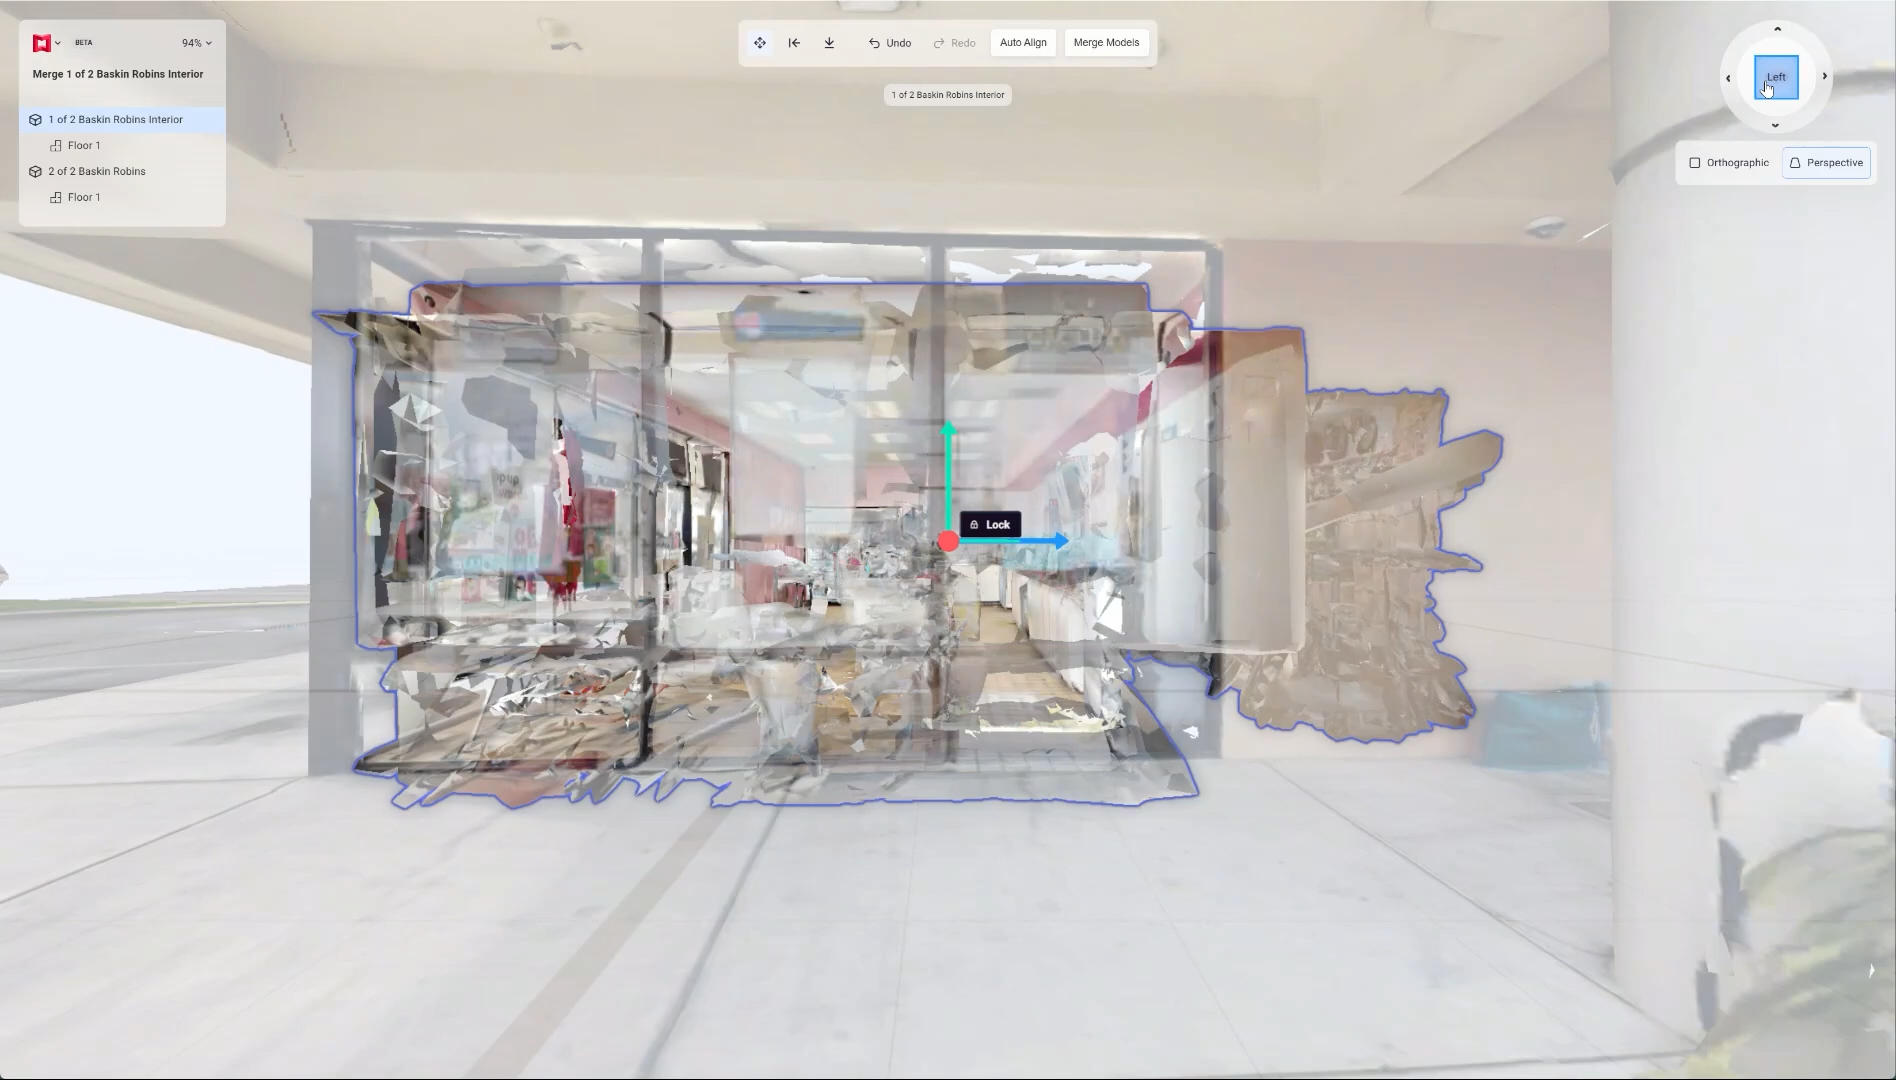 BETA
94%
Merge 1 of 2 Baskin Robins Interior
1 of 2 Baskin Robins Interior
Floor 1
2 of 2 Baskin Robins
Floor 1
Undo
Redo
Auto Align
Merge Models
1 of 2 Baskin Robins Interior
Left
Orthographic
Perspective
Lock